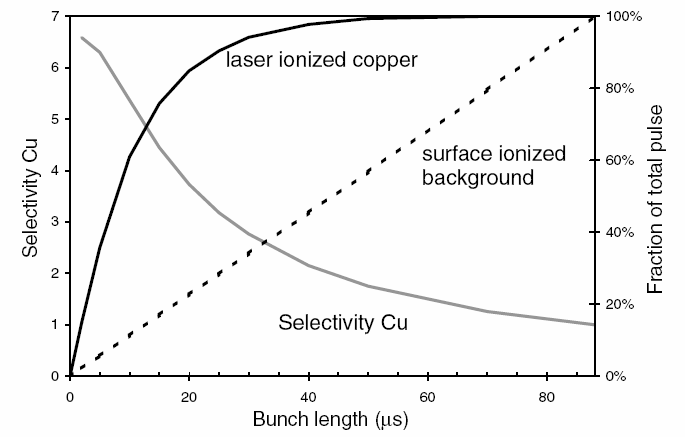 7
6
5
4
3
2
1
0
Selectivity Cu
100%
80%
60%
40%
20%
0%
Fraction of total pulse
laser ionized copper
surface ionized
background
Selectivity Cu
0 20 40 60 80
Bunch length (μs)